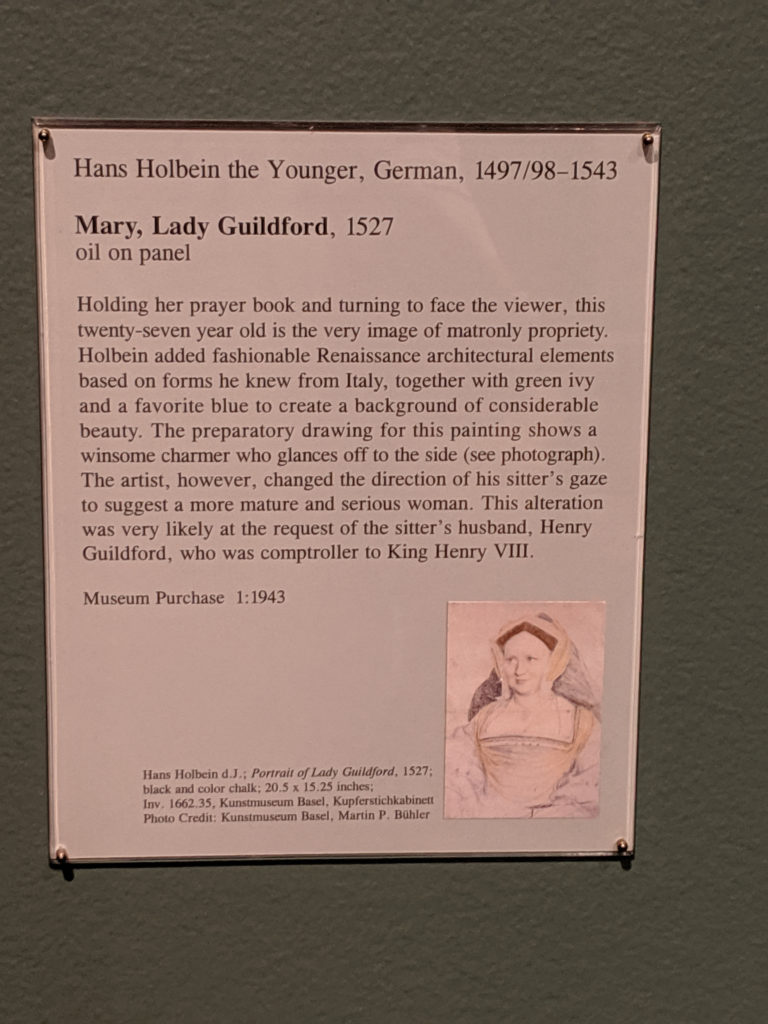 Hans Holbein the Younger, German, 1497/98–1543
Mary, Lady Guildford, 1527
oil on panel
Holding her prayer book and turning to face the viewer, this
twenty-seven year old is the very image of matronly propriety.
Holbein added fashionable Renaissance architectural elements
based on forms he knew from Italy, together with green ivy
and a favorite blue to create a background of considerable
beauty. The preparatory drawing for this painting shows a
winsome charmer who glances off to the side (see photograph).
The artist, however, changed the direction of his sitter's gaze
to suggest a more mature and serious woman. This alteration
was very likely at the request of the sitter's husband, Henry
Guildford, who was comptroller to King Henry VIII.
Museum Purchase 1:1943
Hans Holbein d.J.; Portrait of Lady Guildford, 1527;
black and color chalk; 20.5 x 15.25 inches;
Inv. 1662.35, Kunstmuseum Basel, Kupferstichkabinett
Photo Credit: Kunstmuseum Basel, Martin P. Bühler